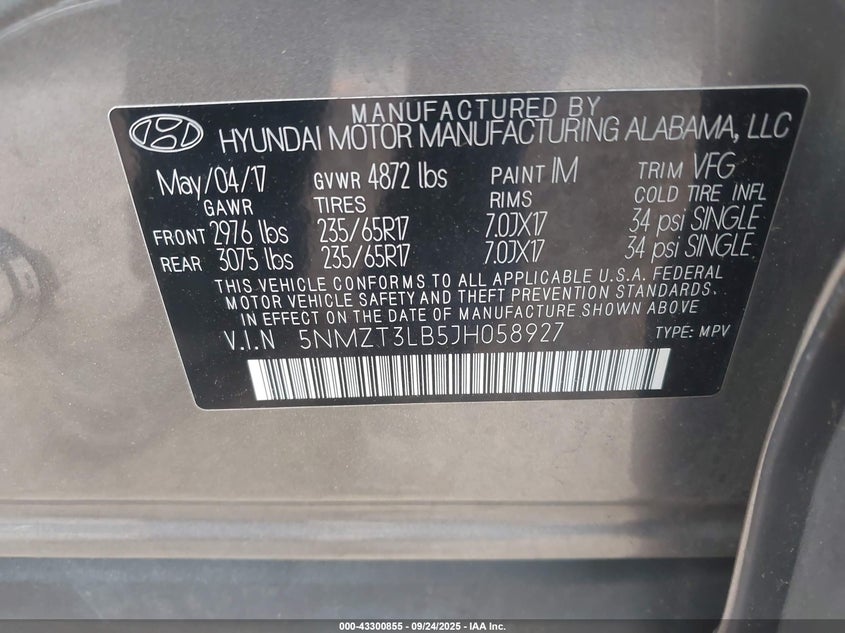 MANUFACTURED BY
HYUNDAI MOTOR MANUFACTURING ALABAMA, LLC
May/04/17 GVWR 4872 lbs PAINT IM TRIM VFG
GAWR TIRES RIMS COLD TIRE INFL
FRONT 2976 lbs 235/65R17 7.0JX17 34 psi SINGLE
REAR 3075 lbs 235/65R17 7.0JX17 34 psi SINGLE
THIS VEHICLE CONFORMS TO ALL APPLICABLE U.S.A. FEDERAL
MOTOR VEHICLE SAFETY AND THEFT PREVENTION STANDARDS.
IN EFFECT ON THE DATE OF MANUFACTURE SHOWN ABOVE
V.I.N 5NMZT3LB5JH058927 TYPE: MPV
000-43300855 - 09/24/2025 - IAA Inc.